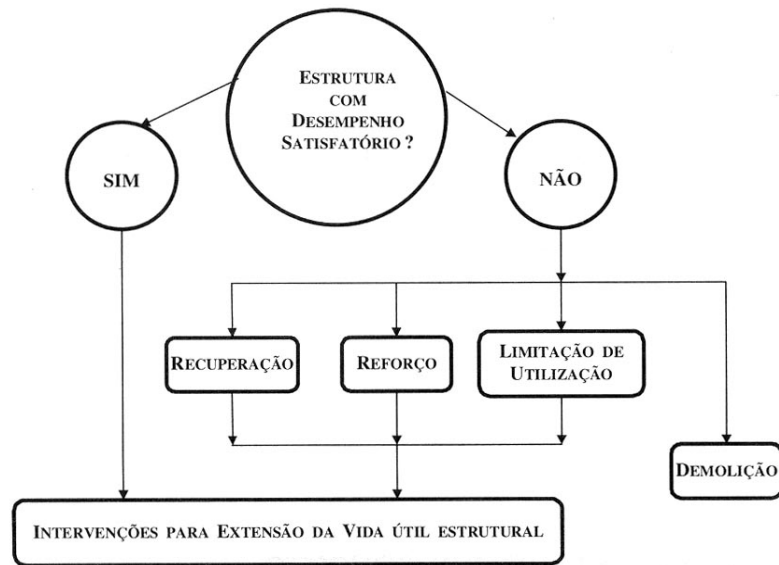 ESTRUTURA
COM
DESEMPENHO
SATISFATÓRIO ?
SIM
NÃO
RECUPERAÇÃO
REFORÇO
LIMITAÇÃO DE
UTILIZAÇÃO
DEMOLIÇÃO
INTERVENÇÕES PARA EXTENSÃO DA VIDA ÚTIL ESTRUTURAL